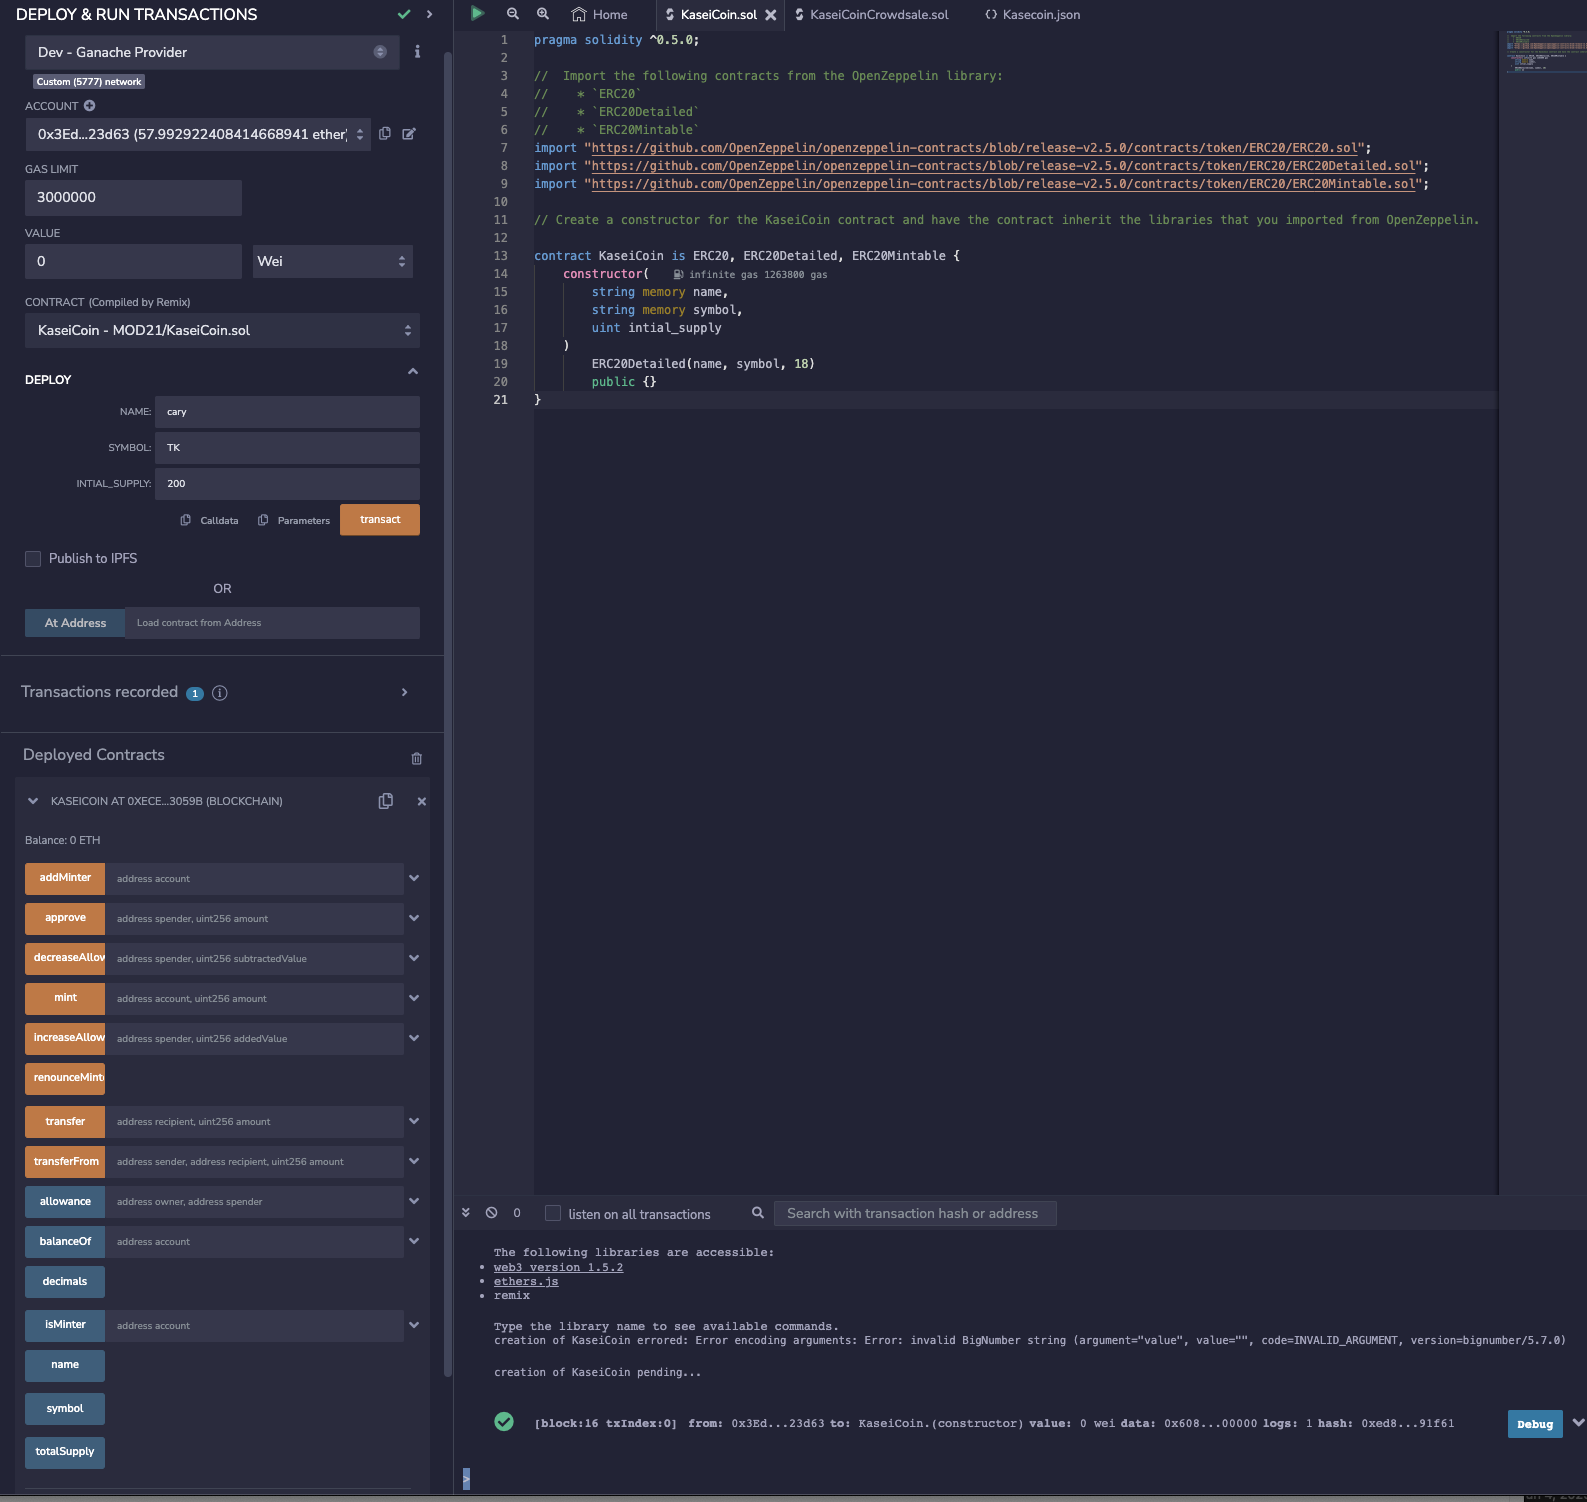 DEPLOY & RUN TRANSACTIONS
Dev - Ganache Provider
Custom (5777) network
ACCOUNT
0x3Ed...23d63 (57.992922408414668941 ether)
GAS LIMIT
3000000
VALUE
0
Wei
CONTRACT (Compiled by Remix)
KaseiCoin - MOD21/KaseiCoin.sol
DEPLOY
NAME: cary
SYMBOL: TK
INTIAL_SUPPLY: 200
Calldata Parameters transact
Publish to IPFS
OR
At Address Load contract from Address
Transactions recorded 1
Deployed Contracts
KASEICOIN AT 0XECE...3059B (BLOCKCHAIN)
Balance: 0 ETH
addMinter address account
approve address spender, uint256 amount
decreaseAllow address spender, uint256 subtractedValue
mint address account, uint256 amount
increaseAllow address spender, uint256 addedValue
renounceMint
transfer address recipient, uint256 amount
transferFrom address sender, address recipient, uint256 amount
allowance address owner, address spender
balanceOf address account
decimals
isMinter address account
name
symbol
totalSupply
Home KaseiCoin.sol KaseiCoinCrowdsale.sol Kasecoin.json
1 pragma solidity ^0.5.0;
2
3 //  Import the following contracts from the OpenZeppelin library:
4 //    * `ERC20`
5 //    * `ERC20Detailed`
6 //    * `ERC20Mintable`
7 import "https://github.com/OpenZeppelin/openzeppelin-contracts/blob/release-v2.5.0/contracts/token/ERC20/ERC20.sol";
8 import "https://github.com/OpenZeppelin/openzeppelin-contracts/blob/release-v2.5.0/contracts/token/ERC20/ERC20Detailed.sol";
9 import "https://github.com/OpenZeppelin/openzeppelin-contracts/blob/release-v2.5.0/contracts/token/ERC20/ERC20Mintable.sol";
10
11 // Create a constructor for the KaseiCoin contract and have the contract inherit the libraries that you imported from OpenZeppelin.
12
13 contract KaseiCoin is ERC20, ERC20Detailed, ERC20Mintable {
14     constructor( infinite gas 1263800 gas
15         string memory name,
16         string memory symbol,
17         uint intial_supply
18     )
19         ERC20Detailed(name, symbol, 18)
20         public {}
21 }
0 listen on all transactions Search with transaction hash or address
The following libraries are accessible:
• web3 version 1.5.2
• ethers.js
• remix
Type the library name to see available commands.
creation of KaseiCoin errored: Error encoding arguments: Error: invalid BigNumber string (argument="value", value="", code=INVALID_ARGUMENT, version=bignumber/5.7.0)
creation of KaseiCoin pending...
[block:16 txIndex:0] from: 0x3Ed...23d63 to: KaseiCoin.(constructor) value: 0 wei data: 0x608...00000 logs: 1 hash: 0xed8...91f61 Debug
>